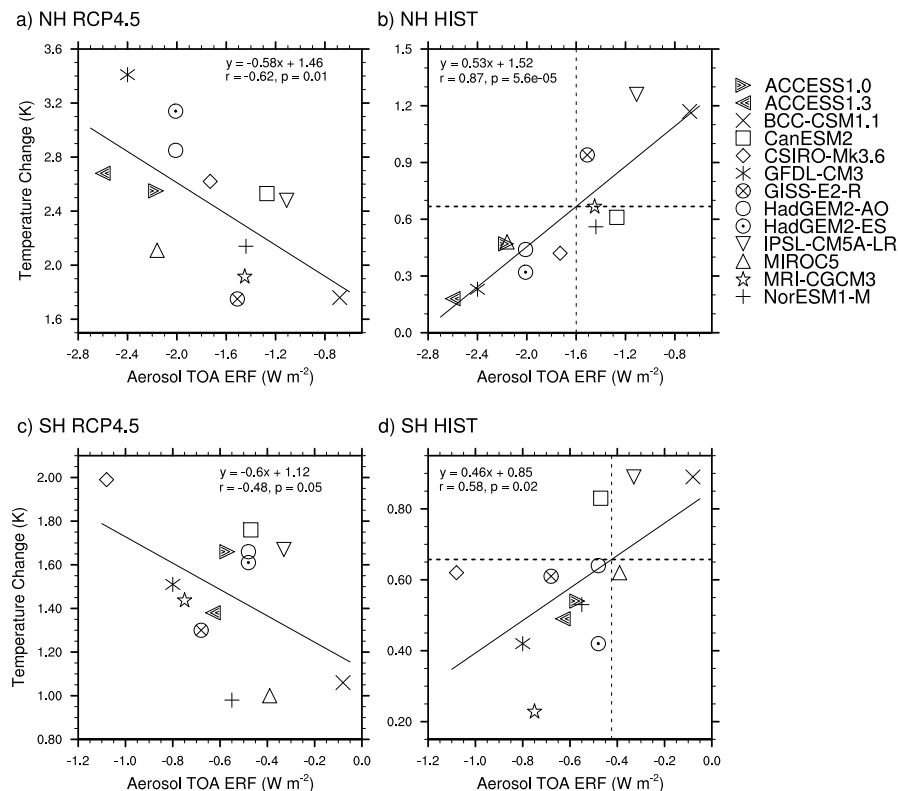 a) NH RCP4.5
y = -0.58x + 1.46
r = -0.62, p = 0.01
Temperature Change (K)
3.6
3.2
2.8
2.4
2.0
1.6
-2.8 -2.4 -2.0 -1.6 -1.2 -0.8
Aerosol TOA ERF (W m-2)
b) NH HIST
y = 0.53x + 1.52
r = 0.87, p = 5.6e-05
1.5
1.2
0.9
0.6
0.3
0.0
-2.8 -2.4 -2.0 -1.6 -1.2 -0.8
Aerosol TOA ERF (W m-2)
ACCESS1.0
ACCESS1.3
BCC-CSM1.1
CanESM2
CSIRO-Mk3.6
GFDL-CM3
GISS-E2-R
HadGEM2-AO
HadGEM2-ES
IPSL-CM5A-LR
MIROC5
MRI-CGCM3
NorESM1-M
c) SH RCP4.5
y = -0.6x + 1.12
r = -0.48, p = 0.05
Temperature Change (K)
2.00
1.80
1.60
1.40
1.20
1.00
0.80
-1.2 -1.0 -0.8 -0.6 -0.4 -0.2 0.0
Aerosol TOA ERF (W m-2)
d) SH HIST
y = 0.46x + 0.85
r = 0.58, p = 0.02
0.80
0.60
0.40
0.20
-1.2 -1.0 -0.8 -0.6 -0.4 -0.2 0.0
Aerosol TOA ERF (W m-2)